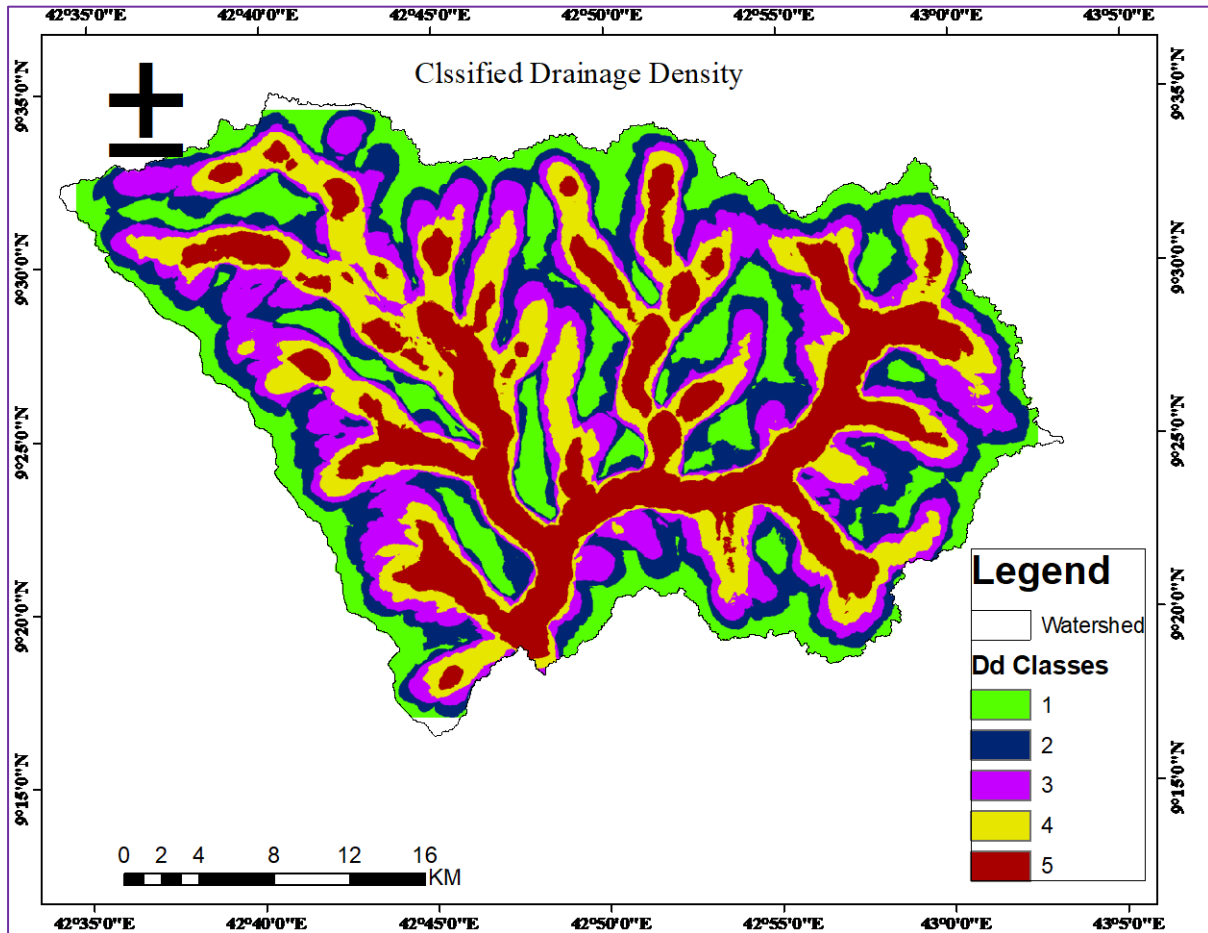 42°35'0"E 42°40'0"E 42°45'0"E 42°50'0"E 42°55'0"E 43°0'0"E 43°5'0"E
Clssified Drainage Density
9°35'0"N 9°35'0"N
9°30'0"N 9°30'0"N
9°25'0"N 9°25'0"N
9°20'0"N 9°20'0"N
9°15'0"N 9°15'0"N
Legend
Watershed
Dd Classes
1
2
3
4
5
0 2 4 8 12 16
KM
42°35'0"E 42°40'0"E 42°45'0"E 42°50'0"E 42°55'0"E 43°0'0"E 43°5'0"E